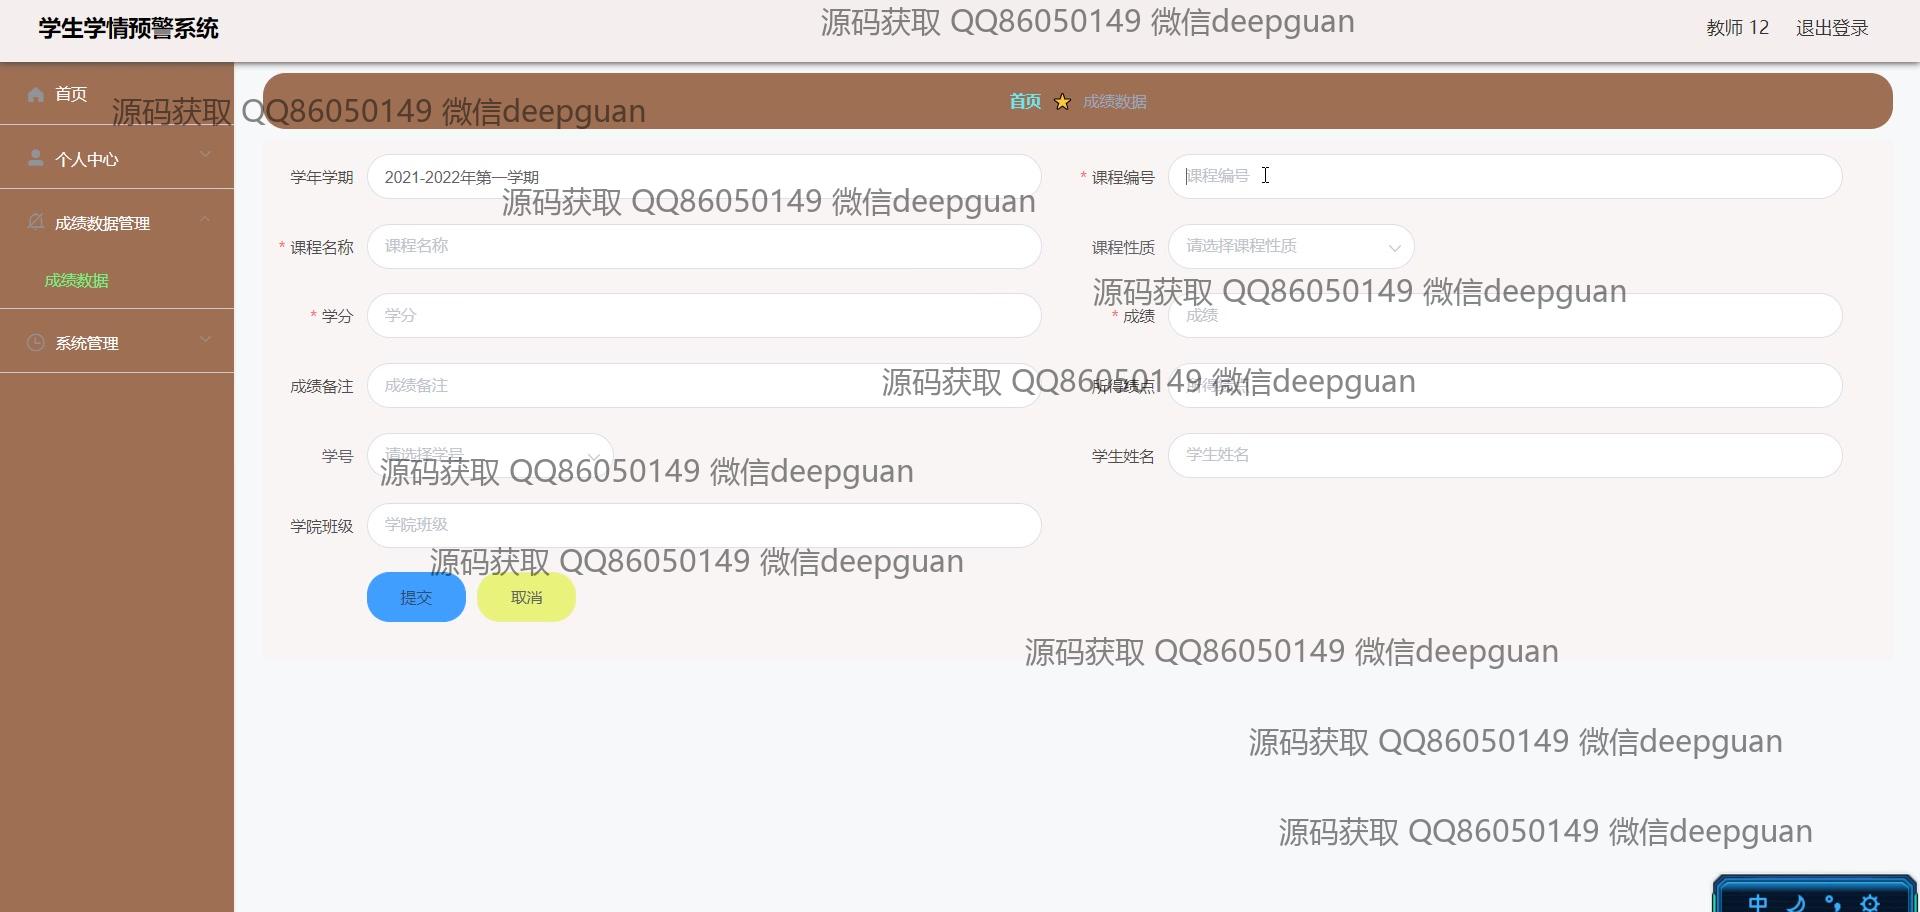 学生学情预警系统
源码获取 QQ86050149 微信deepguan
教师 12 退出登录
首页
源码获取 QQ86050149 微信deepguan
首页 成绩数据
个人中心
学年学期 2021-2022年第一学期
* 课程编号 课程编号
源码获取 QQ86050149 微信deepguan
成绩数据管理
* 课程名称 课程名称
课程性质 请选择课程性质
成绩数据
源码获取 QQ86050149 微信deepguan
* 学分 学分
* 成绩 成绩
系统管理
成绩备注 成绩备注
源码获取 QQ86050149 微信deepguan
所得绩点 所得绩点
学号 请选择学号
学生姓名 学生姓名
源码获取 QQ86050149 微信deepguan
学院班级 学院班级
源码获取 QQ86050149 微信deepguan
提交 取消
源码获取 QQ86050149 微信deepguan
源码获取 QQ86050149 微信deepguan
源码获取 QQ86050149 微信deepguan
中